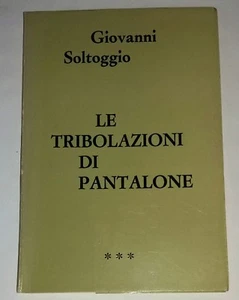 Giovanni
Soltoggio
LE
TRIBOLAZIONI
DI
PANTALONE
***